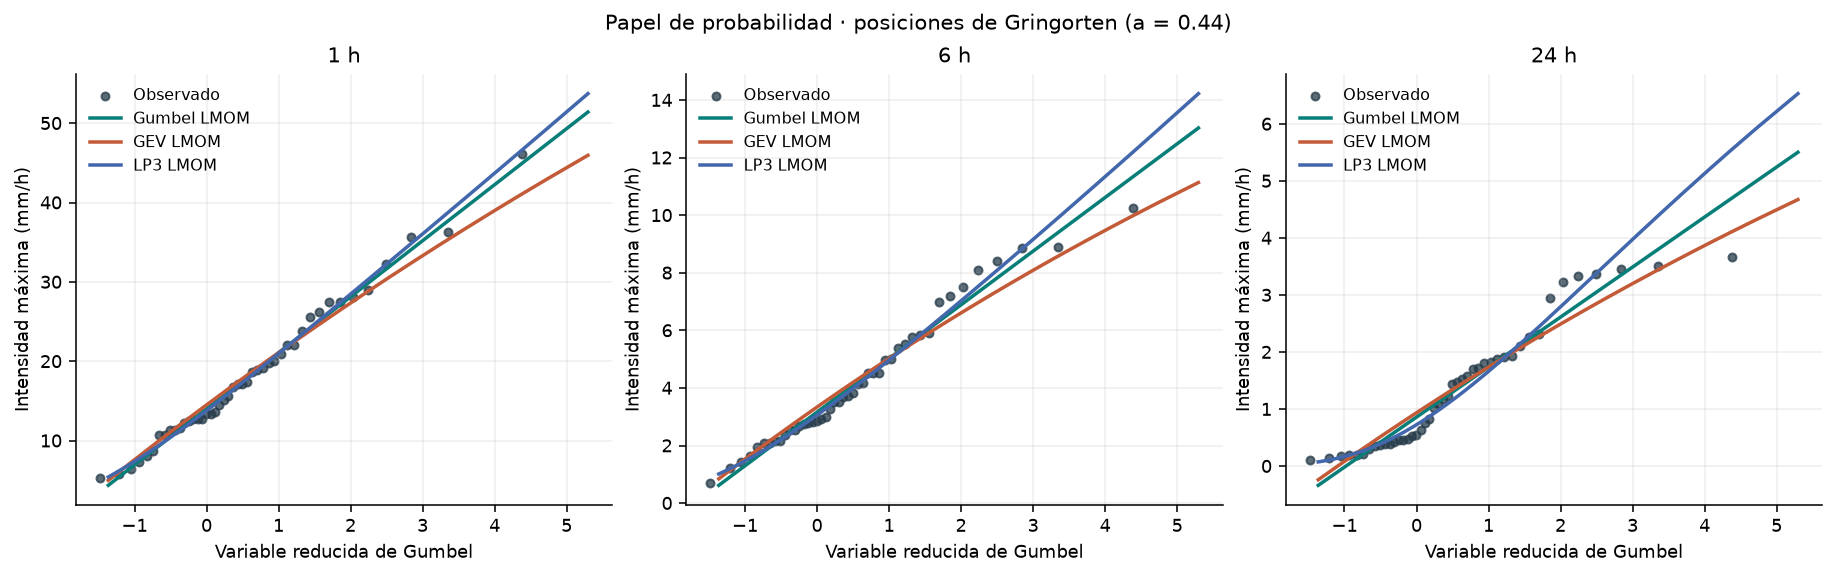 Papel de probabilidad · posiciones de Gringorten (a = 0.44)
1 h
Observado
Gumbel LMOM
GEV LMOM
LP3 LMOM
Intensidad máxima (mm/h)
50
40
30
20
10
−1 0 1 2 3 4 5
Variable reducida de Gumbel
6 h
Observado
Gumbel LMOM
GEV LMOM
LP3 LMOM
Intensidad máxima (mm/h)
14
12
10
8
6
4
2
0
−1 0 1 2 3 4 5
Variable reducida de Gumbel
24 h
Observado
Gumbel LMOM
GEV LMOM
LP3 LMOM
Intensidad máxima (mm/h)
6
5
4
3
2
1
0
−1 0 1 2 3 4 5
Variable reducida de Gumbel